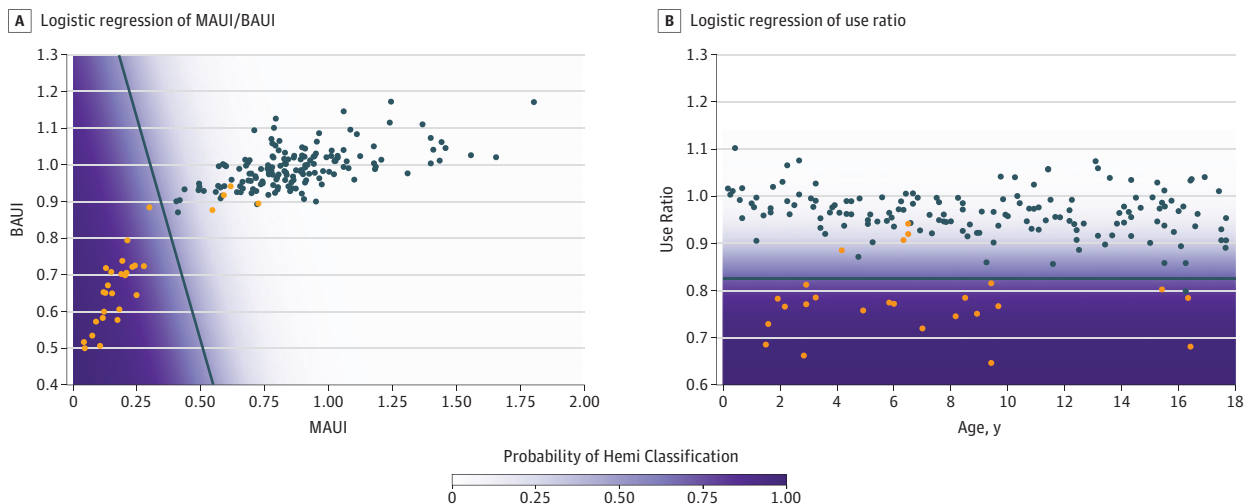 A Logistic regression of MAUI/BAUI
1.3
1.2
1.1
1.0
0.9
0.8
0.7
0.6
0.5
0.4
BAUI
0 0.25 0.50 0.75 1.00 1.25 1.50 1.75 2.00
MAUI
B Logistic regression of use ratio
1.3
1.2
1.1
1.0
0.9
0.8
0.7
0.6
Use Ratio
0 2 4 6 8 10 12 14 16 18
Age, y
Probability of Hemi Classification
0 0.25 0.50 0.75 1.00